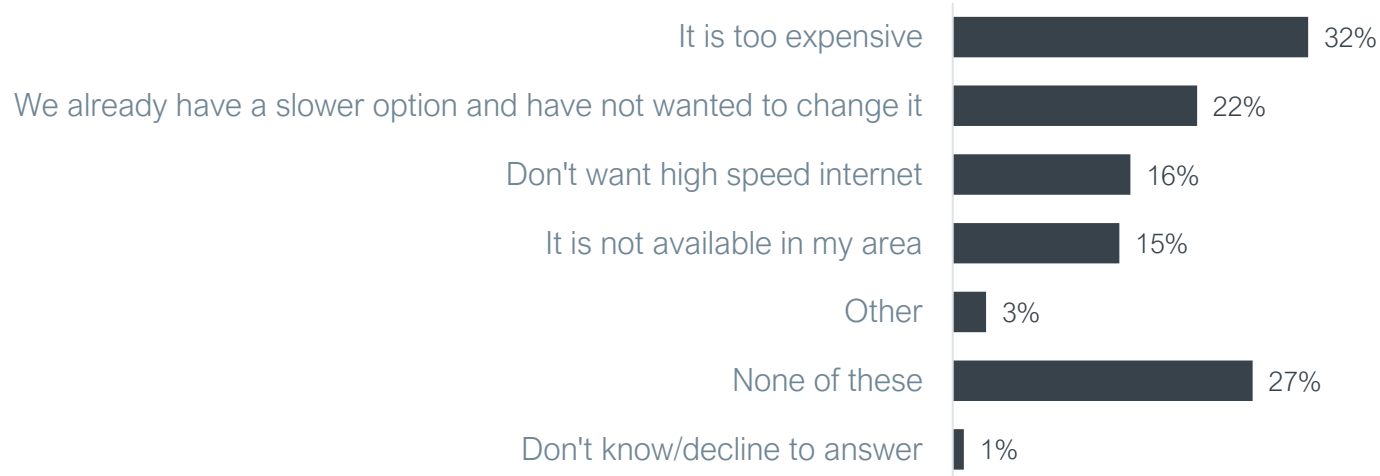 It is too expensive 32%
We already have a slower option and have not wanted to change it 22%
Don't want high speed internet 16%
It is not available in my area 15%
Other 3%
None of these 27%
Don't know/decline to answer 1%